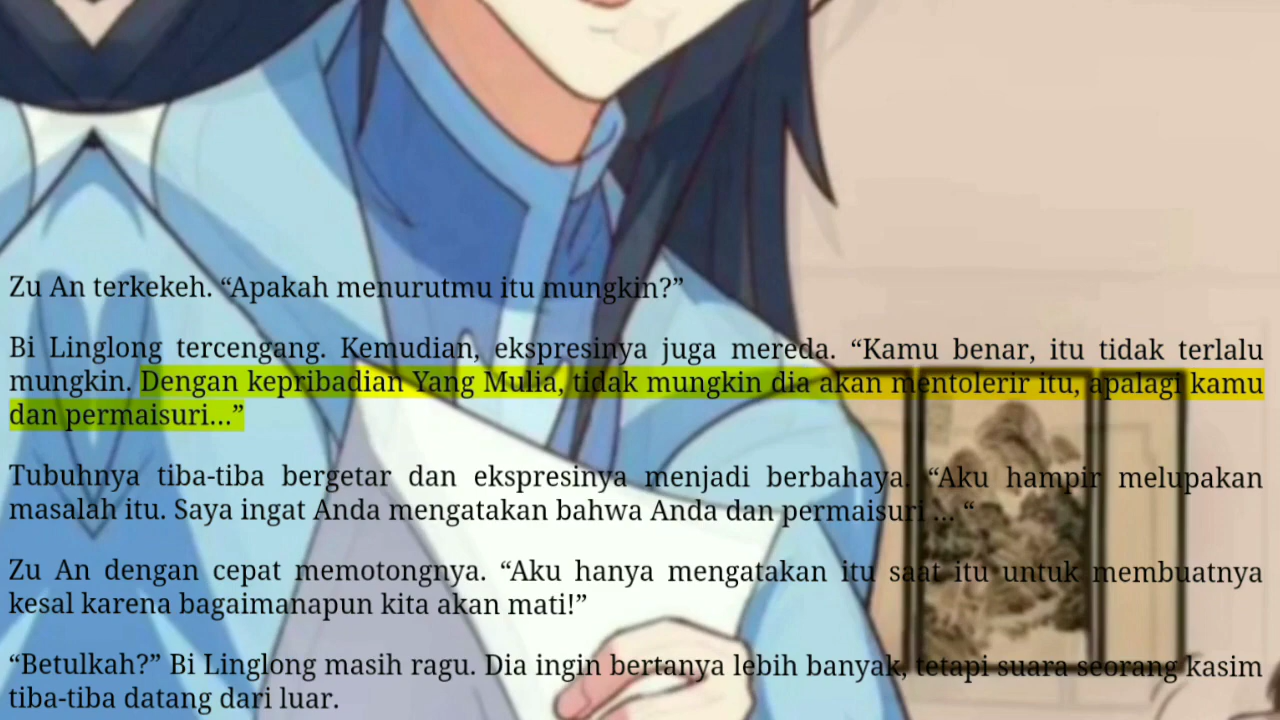 Zu An terkekeh. “Apakah menurutmu itu mungkin?”
Bi Linglong tercengang. Kemudian, ekspresinya juga mereda. “Kamu benar, itu tidak terlalu
mungkin. Dengan kepribadian Yang Mulia, tidak mungkin dia akan mentolerir itu, apalagi kamu
dan permaisuri…”
Tubuhnya tiba-tiba bergetar dan ekspresinya menjadi berbahaya. “Aku hampir melupakan
masalah itu. Saya ingat Anda mengatakan bahwa Anda dan permaisuri … “
Zu An dengan cepat memotongnya. “Aku hanya mengatakan itu saat itu untuk membuatnya
kesal karena bagaimanapun kita akan mati!”
“Betulkah?” Bi Linglong masih ragu. Dia ingin bertanya lebih banyak, tetapi suara seorang kasim
tiba-tiba datang dari luar.